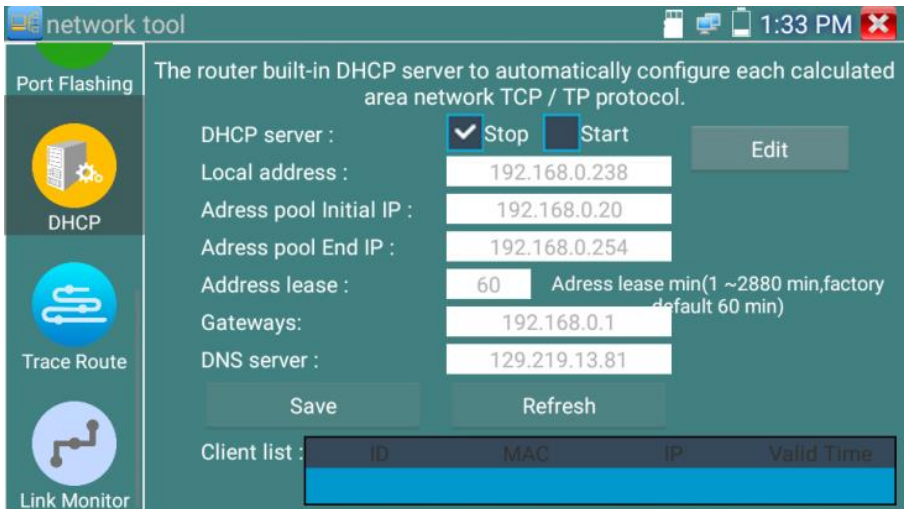 network tool
1:33 PM
Port Flashing
DHCP
Trace Route
Link Monitor
The router built-in DHCP server to automatically configure each calculated
area network TCP / TP protocol.
DHCP server :
Stop
Start
Edit
Local address :
192.168.0.238
Adress pool Initial IP :
192.168.0.20
Adress pool End IP :
192.168.0.254
Address lease :
60
Adress lease min(1 ~2880 min,factory
default 60 min)
Gateways:
192.168.0.1
DNS server :
129.219.13.81
Save
Refresh
Client list :
ID
MAC
IP
Valid Time